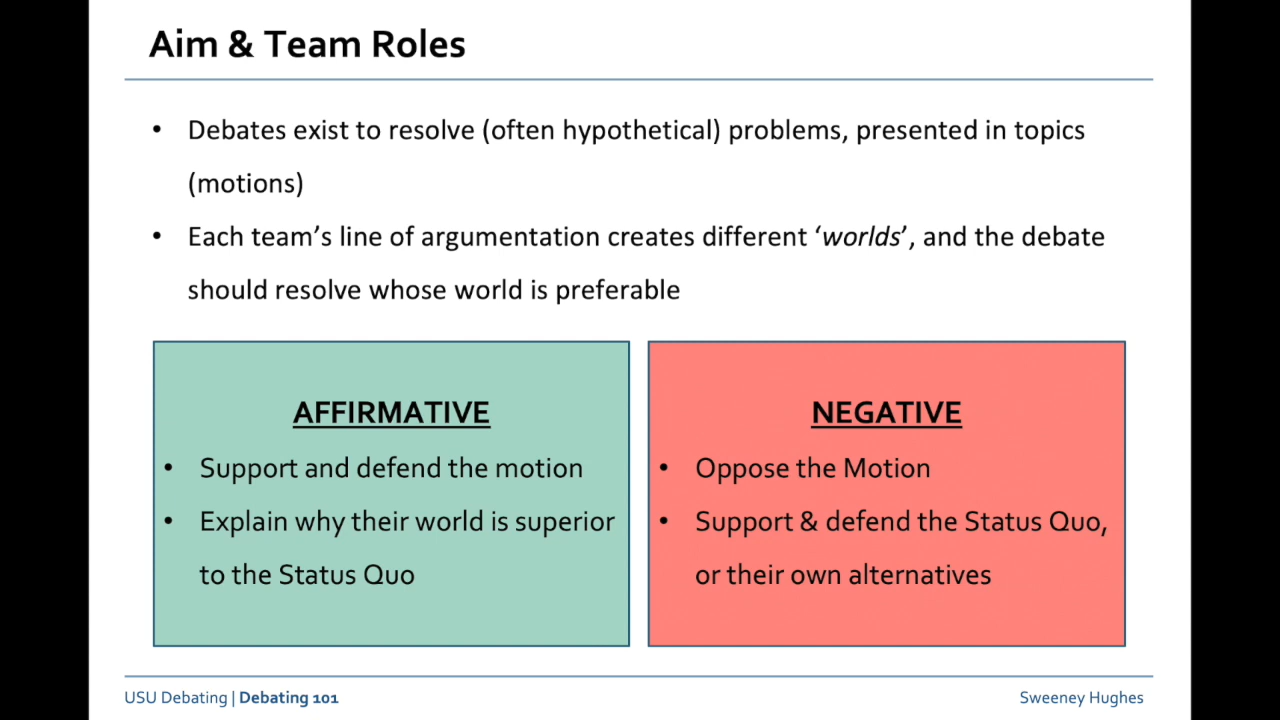 Aim & Team Roles
• Debates exist to resolve (often hypothetical) problems, presented in topics
(motions)
• Each team’s line of argumentation creates different ‘worlds’, and the debate
should resolve whose world is preferable
AFFIRMATIVE
• Support and defend the motion
• Explain why their world is superior
to the Status Quo
NEGATIVE
• Oppose the Motion
• Support & defend the Status Quo,
or their own alternatives
USU Debating | Debating 101
Sweeney Hughes